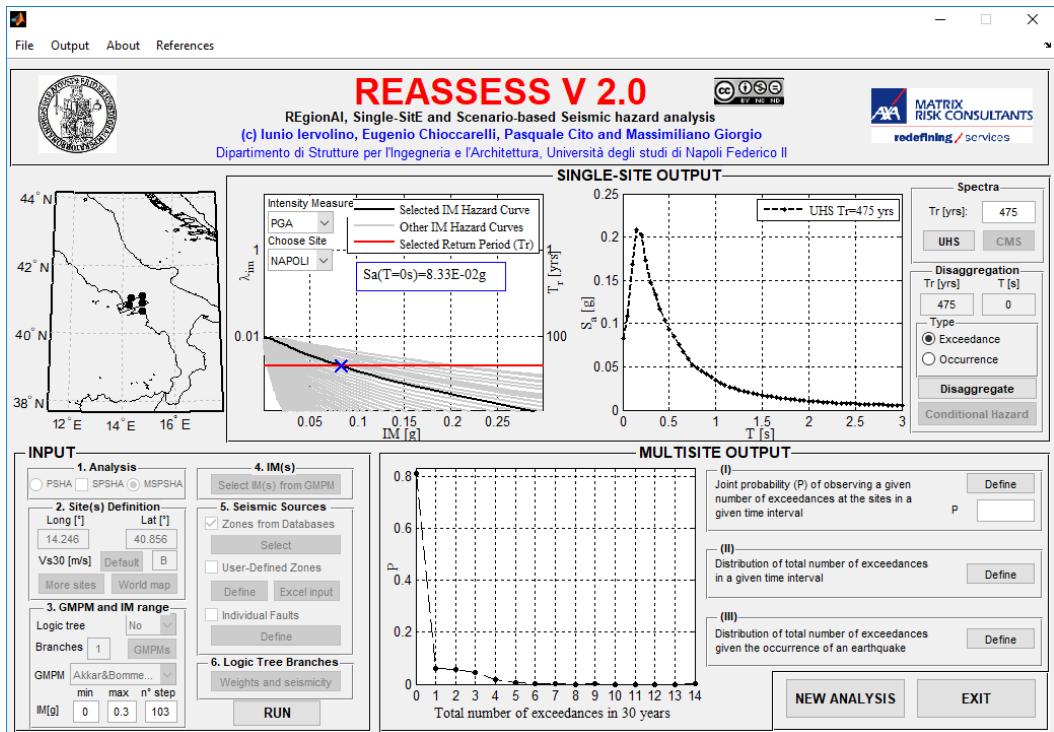 File Output About References
REASSESS V 2.0
REgionAl, Single-SitE and Scenario-based Seismic hazard analysis
(c) Iunio Iervolino, Eugenio Chioccarelli, Pasquale Cito and Massimiliano Giorgio
Dipartimento di Strutture per l'Ingegneria e l'Architettura, Università degli studi di Napoli Federico II
cc
BY NC ND
AXA
MATRIX
RISK CONSULTANTS
redefining / services
44° N
42° N
40° N
38° N
12° E 14° E 16° E
SINGLE-SITE OUTPUT
Intensity Measure
PGA
Choose Site
NAPOLI
Selected IM Hazard Curve
Other IM Hazard Curves
Selected Return Period (Tr)
Sa(T=0s)=8.33E-02g
λim
1
0.01
Tr [yrs]
1
100
0.05 0.1 0.15 0.2 0.25
IM [g]
UHS Tr=475 yrs
Sa [g]
0.25
0.2
0.15
0.1
0.05
0
0 0.5 1 1.5 2 2.5 3
T [s]
Spectra
Tr [yrs]: 475
UHS CMS
Disaggregation
Tr [yrs] T [s]
475 0
Type
Exceedance
Occurrence
Disaggregate
Conditional Hazard
INPUT
1. Analysis
PSHA SPSHA MSPSHA
2. Site(s) Definition
Long [°] Lat [°]
14.246 40.856
Vs30 [m/s] Default B
More sites World map
3. GMPM and IM range
Logic tree No
Branches 1 GMPMs
GMPM Akkar&Bomme...
min max n° step
IM[g] 0 0.3 103
4. IM(s)
Select IM(s) from GMPM
5. Seismic Sources
Zones from Databases
Select
User-Defined Zones
Define Excel input
Individual Faults
Define
6. Logic Tree Branches
Weights and seismicity
RUN
MULTISITE OUTPUT
P
0.8
0.6
0.4
0.2
0
0 1 2 3 4 5 6 7 8 9 10 11 12 13 14
Total number of exceedances in 30 years
(I)
Joint probability (P) of observing a given
number of exceedances at the sites in a
given time interval
Define
P
(II)
Distribution of total number of exceedances
in a given time interval
Define
(III)
Distribution of total number of exceedances
given the occurrence of an earthquake
Define
NEW ANALYSIS EXIT